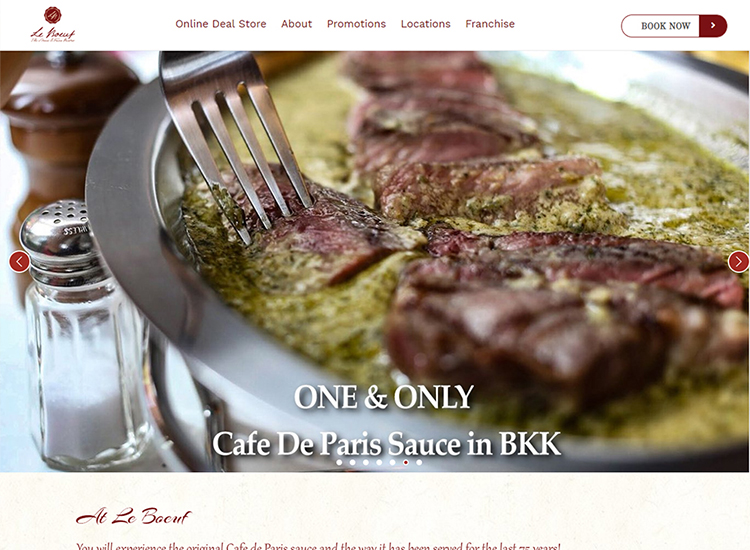 Le Boeuf
Online Deal Store About Promotions Locations Franchise
BOOK NOW
ONE & ONLY
Cafe De Paris Sauce in BKK
At Le Boeuf
You will experience the original Cafe de Paris sauce and the way it has been served for the last 75 years!